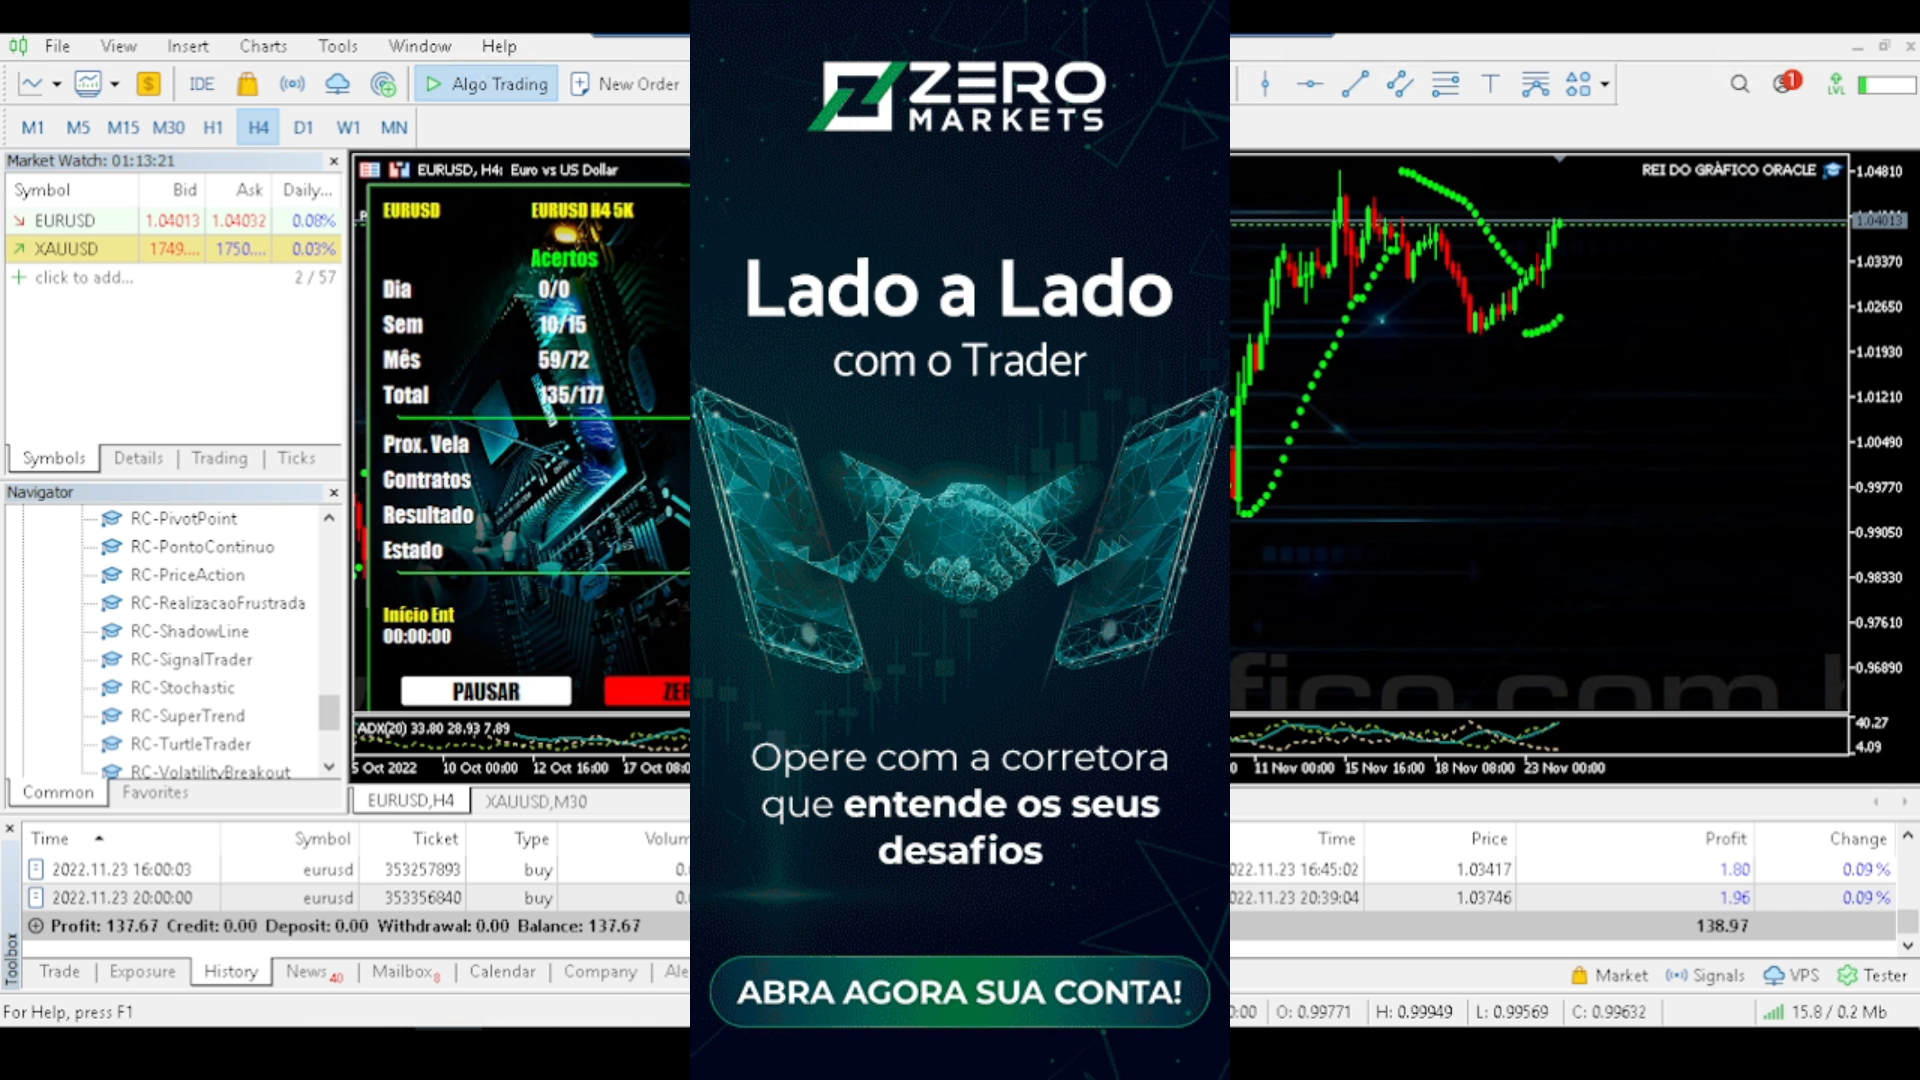 File View Insert Charts Tools Window Help
IDE Algo Trading New Order
T
1
LVL
M1 M5 M15 M30 H1 H4 D1 W1 MN
Market Watch: 01:13:21
Symbol Bid Ask Daily...
EURUSD 1.04013 1.04032 0.08%
XAUUSD 1749.... 1750.... 0.03%
click to add... 2 / 57
Symbols Details Trading Ticks
Navigator
RC-PivotPoint
RC-PontoContinuo
RC-PriceAction
RC-RealizacaoFrustrada
RC-ShadowLine
RC-SignalTrader
RC-Stochastic
RC-SuperTrend
RC-TurtleTrader
RC-VolatilityBreakout
Common Favorites
EURUSD, H4: Euro vs US Dollar
EURUSD EURUSD H4 5K
Acertos
Dia 0/0
Sem 10/15
Mês 59/72
Total 135/177
Prox. Vela
Contratos
Resultado
Estado
Início Ent
00:00:00
PAUSAR ZER
ADX(20) 33.80 28.93 7.89
5 Oct 2022 10 Oct 00:00 12 Oct 16:00 17 Oct 08:0
EURUSD,H4 XAUUSD,M30
ZERO
MARKETS
Lado a Lado
com o Trader
Opere com a corretora
que entende os seus
desafios
ABRA AGORA SUA CONTA!
REI DO GRÀFICO ORACLE
1.04810
1.04013
1.03370
1.02650
1.01930
1.01210
1.00490
0.99770
0.99050
0.98330
0.97610
0.96890
fico.com
40.27
4.09
0 11 Nov 00:00 15 Nov 16:00 18 Nov 08:00 23 Nov 00:00
Time Symbol Ticket Type Volum Time Price Profit Change
2022.11.23 16:00:03 eurusd 353257893 buy 0. 022.11.23 16:45:02 1.03417 1.80 0.09 %
2022.11.23 20:00:00 eurusd 353356840 buy 0. 022.11.23 20:39:04 1.03746 1.96 0.09 %
Profit: 137.67 Credit: 0.00 Deposit: 0.00 Withdrawal: 0.00 Balance: 137.67 138.97
Toolbox
Trade Exposure History News 40 Mailbox 8 Calendar Company Ale Market Signals VPS Tester
For Help, press F1 0:00 O: 0.99771 H: 0.99949 L: 0.99569 C: 0.99632 15.8 / 0.2 Mb